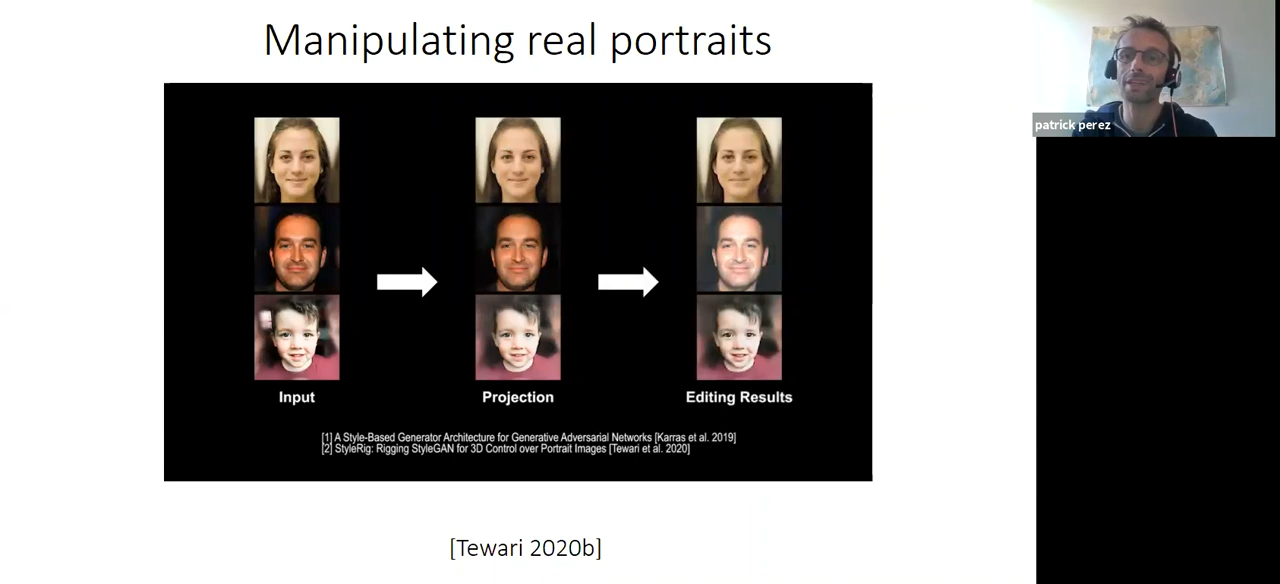 Manipulating real portraits
patrick perez
Input
Projection
Editing Results
[1] A Style-Based Generator Architecture for Generative Adversarial Networks [Karras et al. 2019]
[2] StyleRig: Rigging StyleGAN for 3D Control over Portrait Images [Tewari et al. 2020]
[Tewari 2020b]